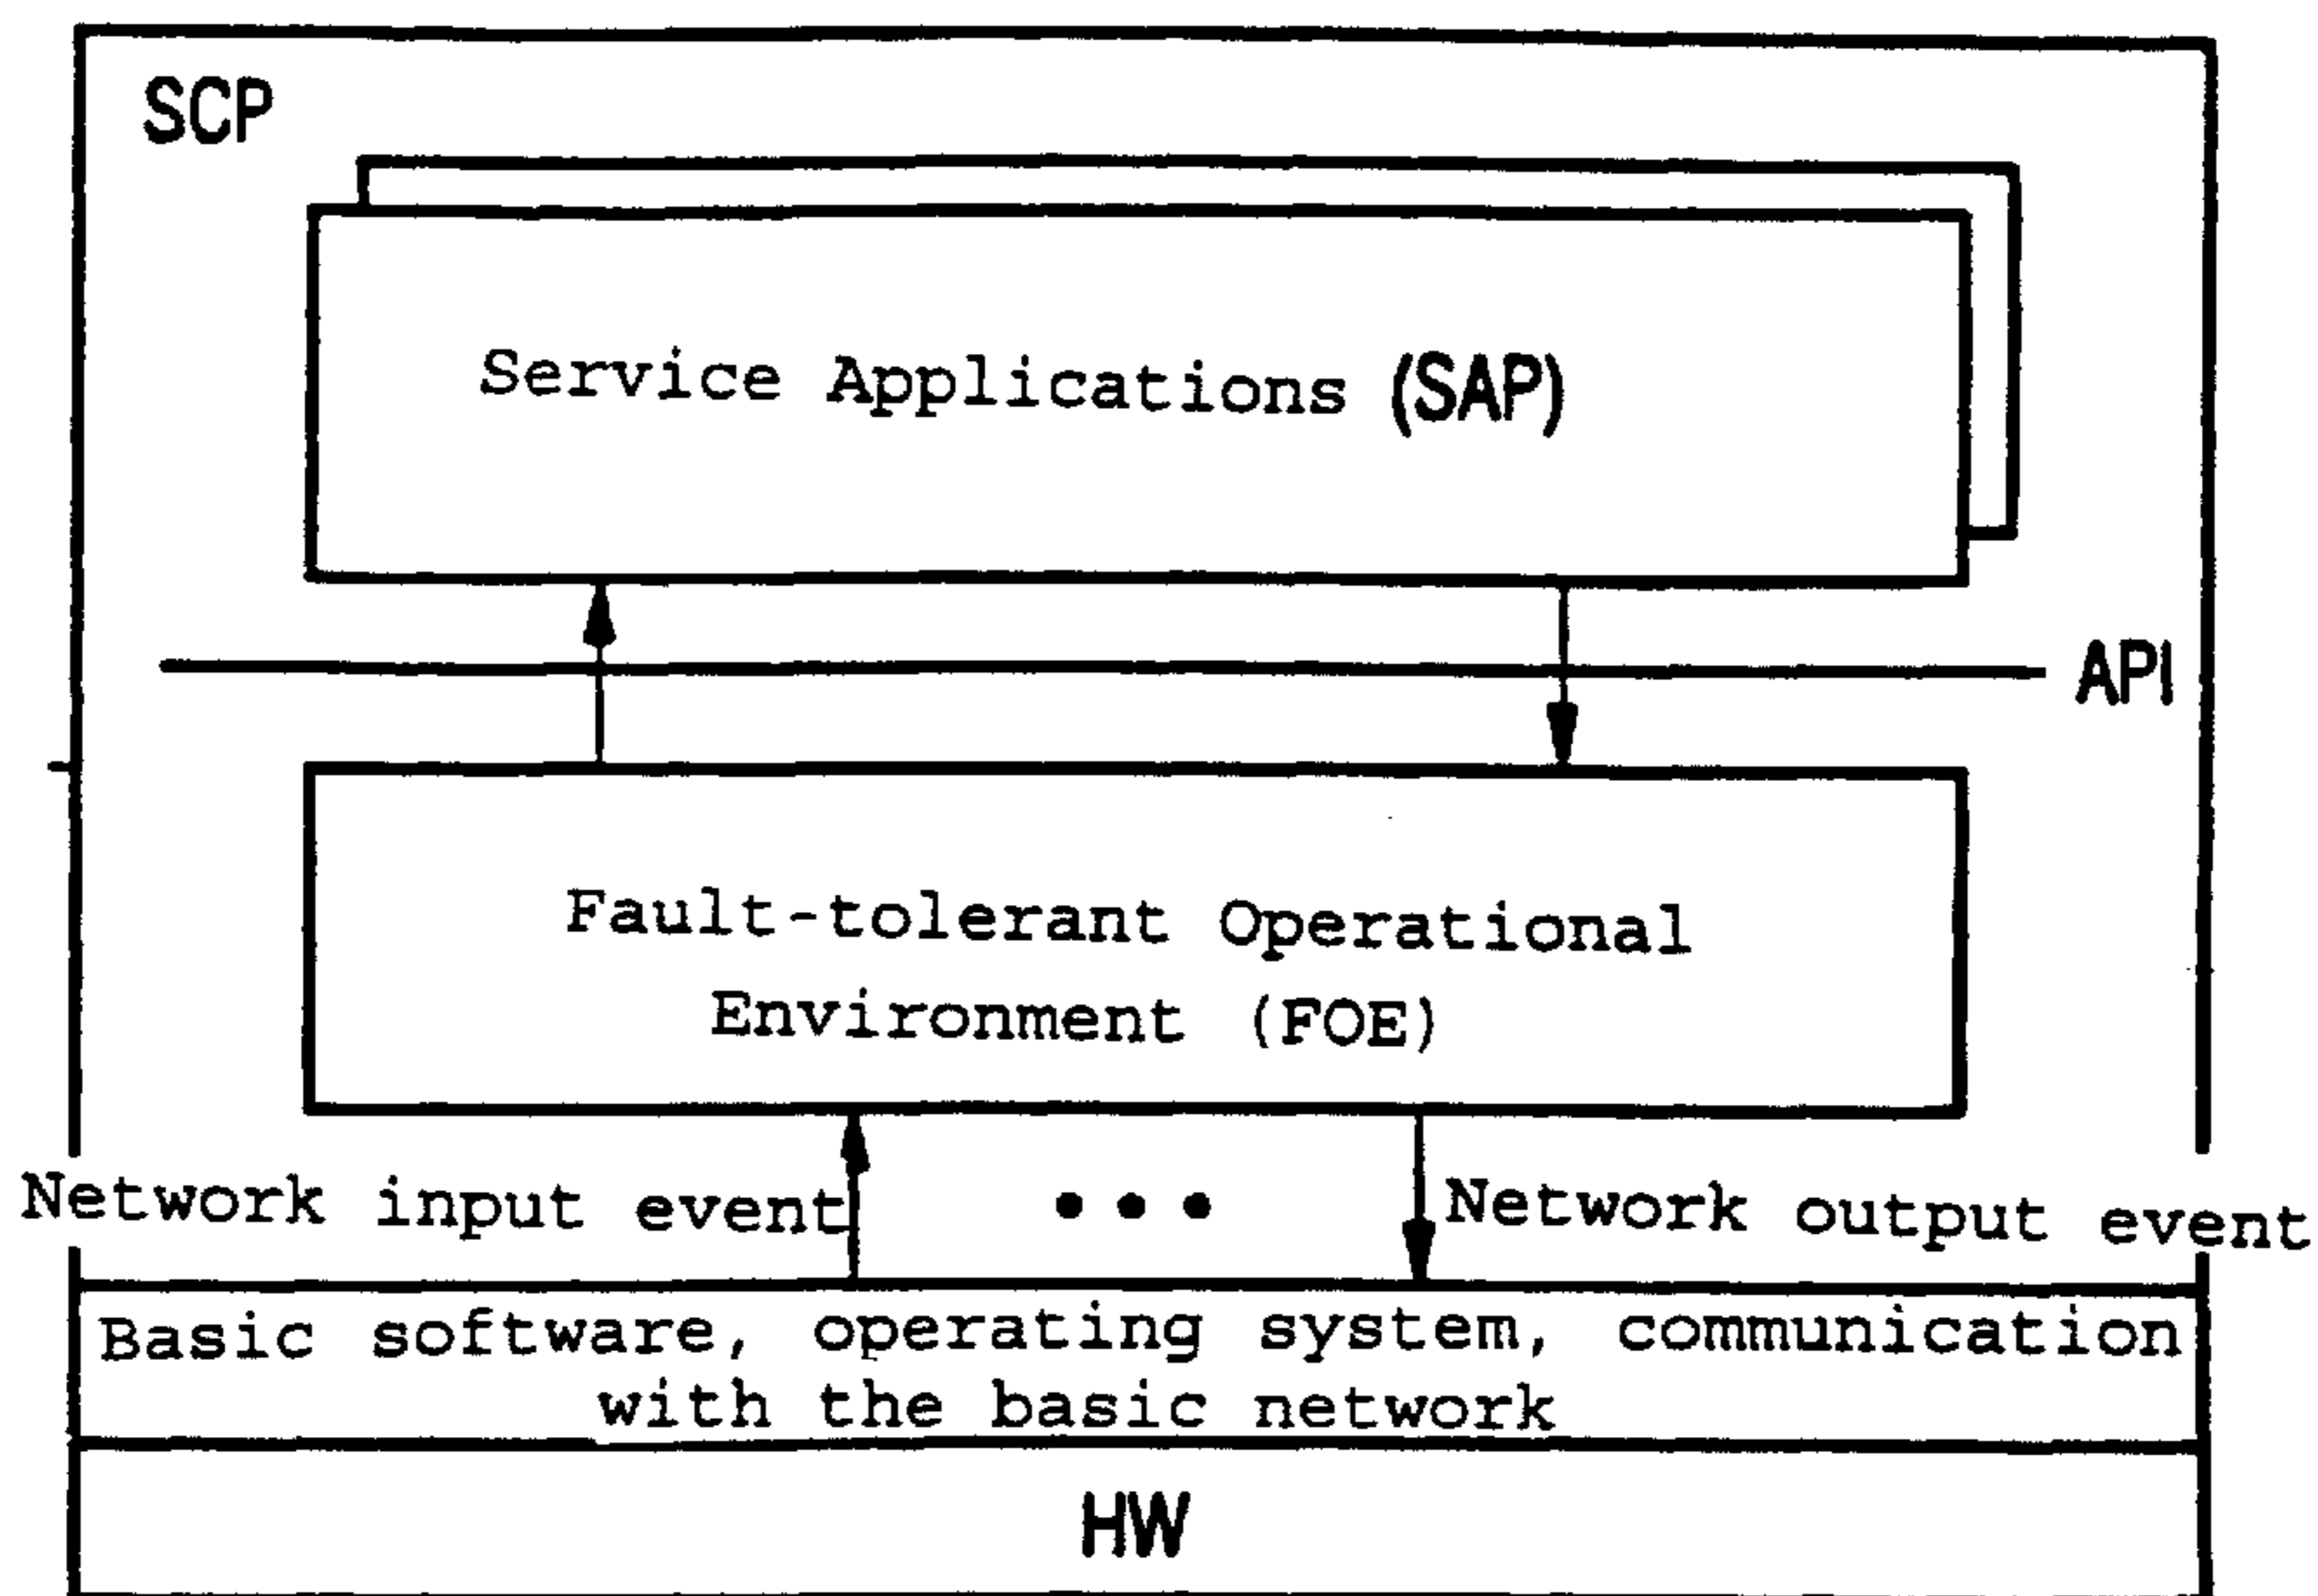 SCP
Service Applications (SAP)
API
Fault-tolerant Operational
Environment (FOE)
Network input event
Network output event
Basic software, operating system, communication
with the basic network
HW